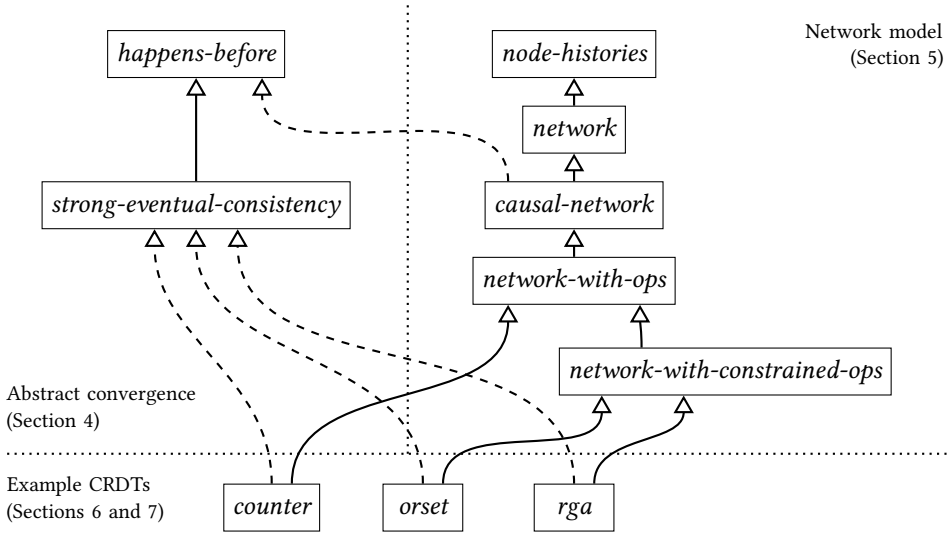 happens-before
node-histories
Network model
(Section 5)
network
strong-eventual-consistency
causal-network
network-with-ops
network-with-constrained-ops
Abstract convergence
(Section 4)
Example CRDTs
(Sections 6 and 7)
counter
orset
rga